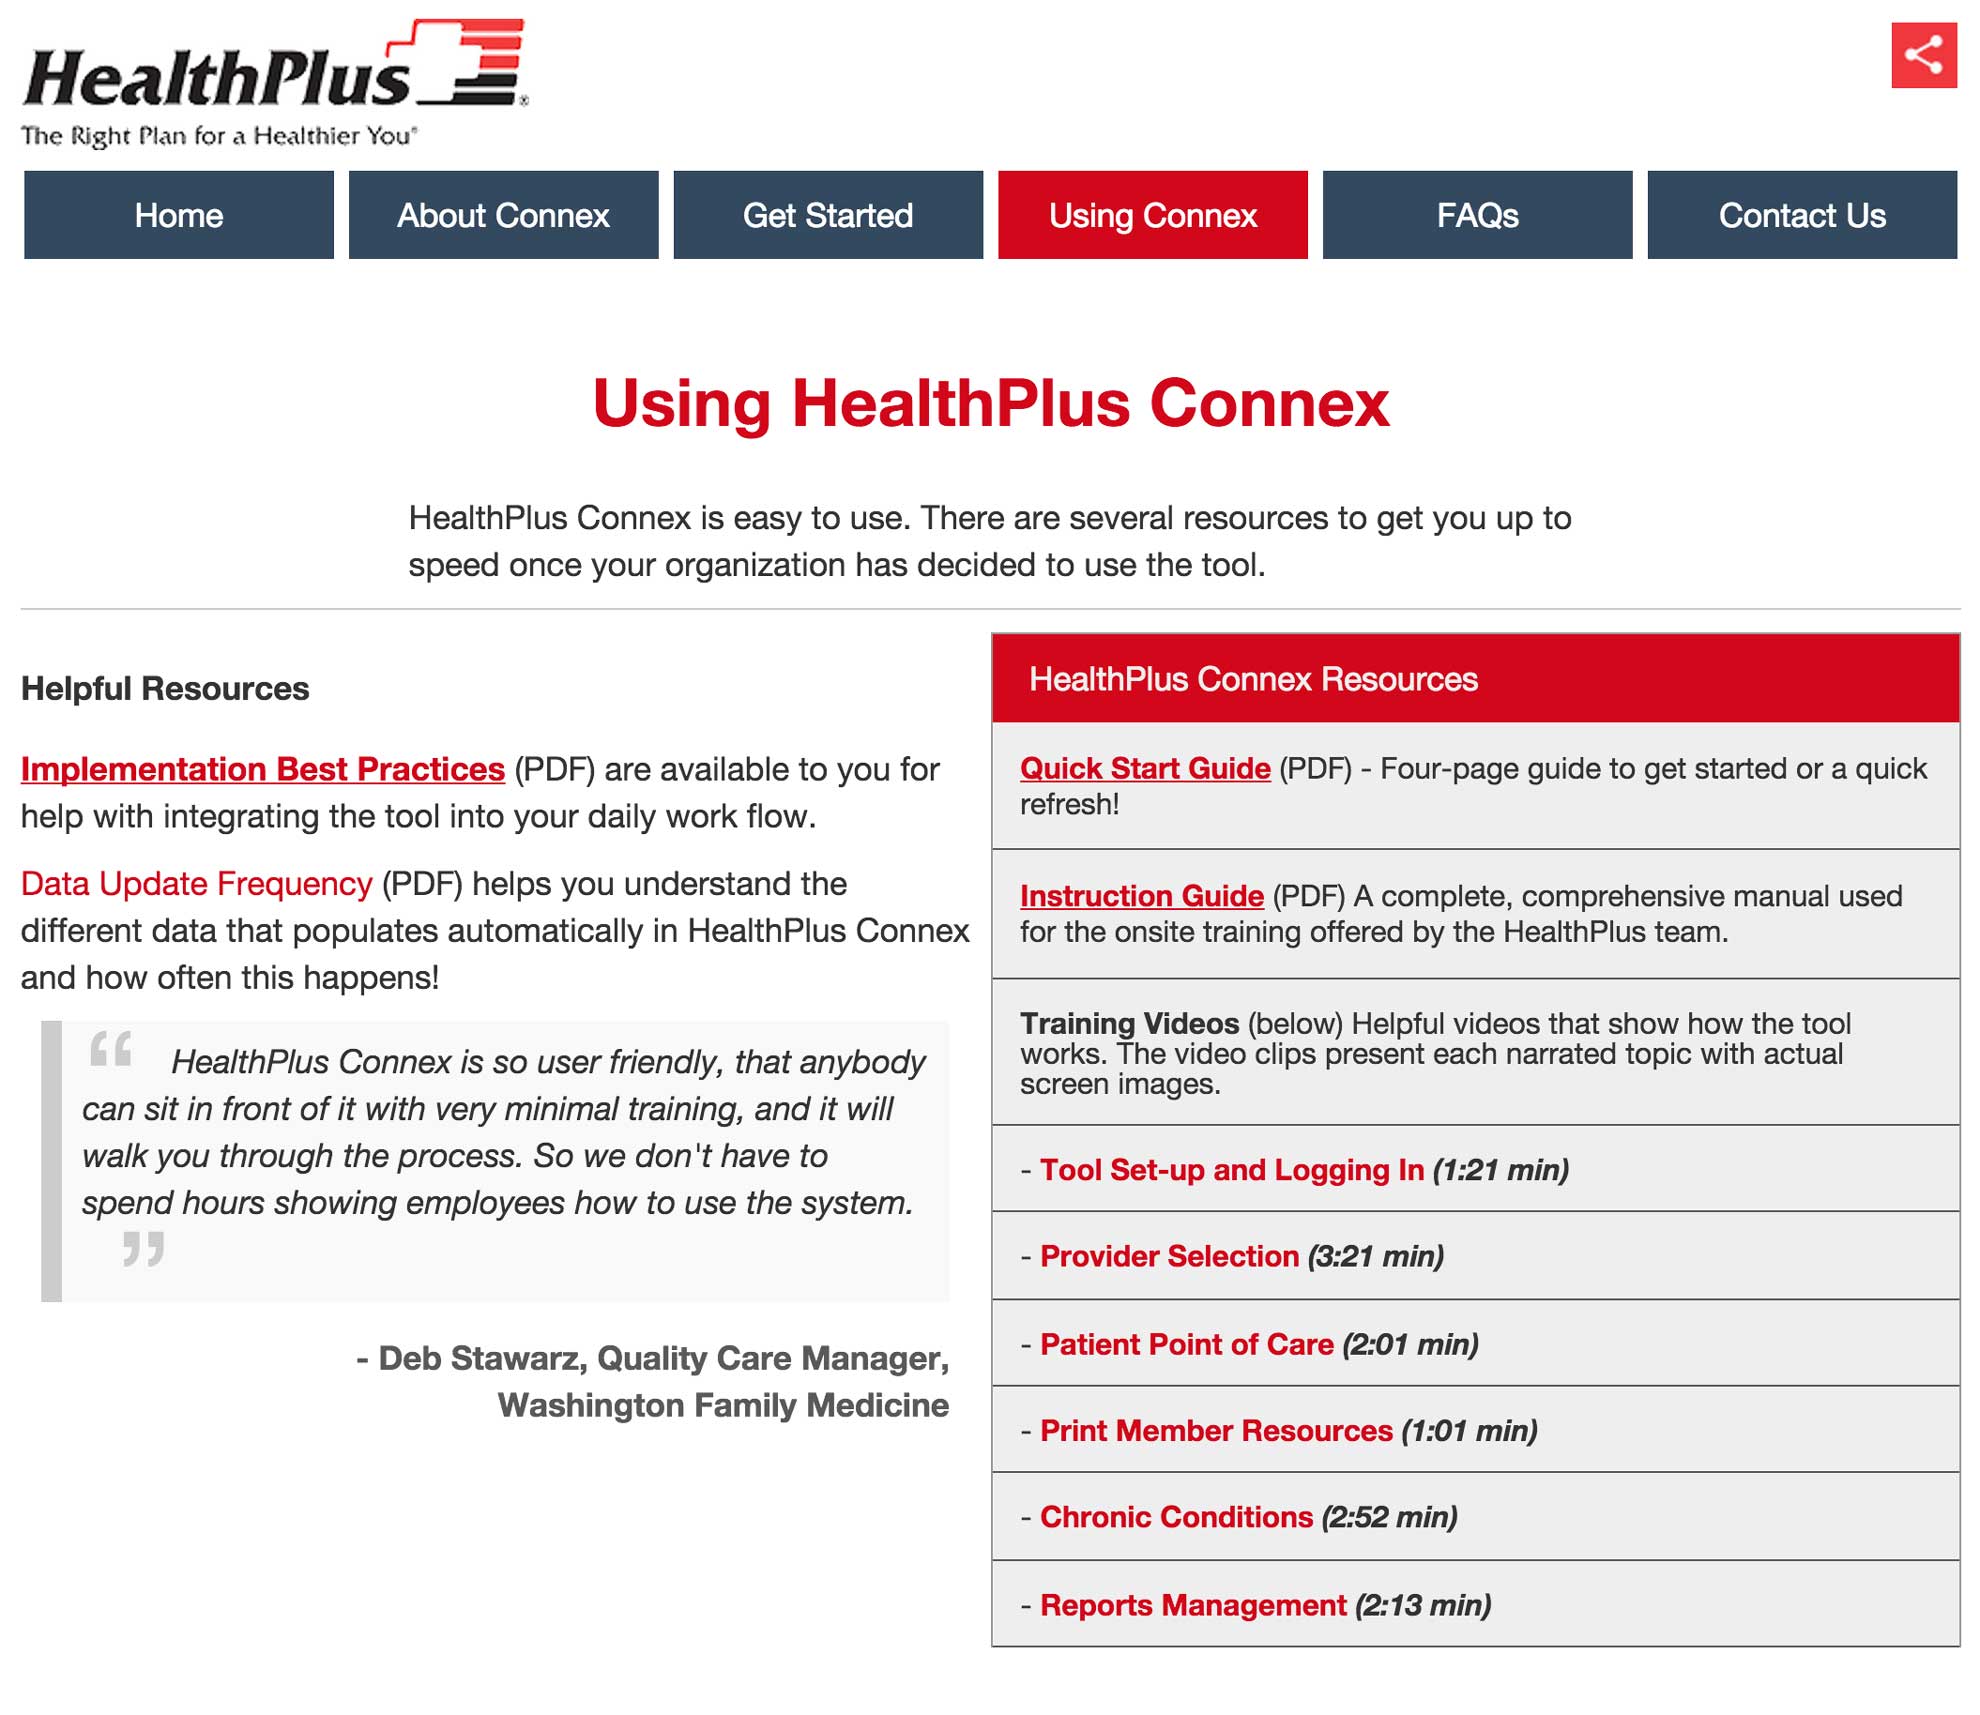 HealthPlus®
The Right Plan for a Healthier You®
Home
About Connex
Get Started
Using Connex
FAQs
Contact Us
Using HealthPlus Connex
HealthPlus Connex is easy to use. There are several resources to get you up to
speed once your organization has decided to use the tool.
Helpful Resources
Implementation Best Practices (PDF) are available to you for
help with integrating the tool into your daily work flow.
Data Update Frequency (PDF) helps you understand the
different data that populates automatically in HealthPlus Connex
and how often this happens!
“ HealthPlus Connex is so user friendly, that anybody
can sit in front of it with very minimal training, and it will
walk you through the process. So we don't have to
spend hours showing employees how to use the system.
”
- Deb Stawarz, Quality Care Manager,
Washington Family Medicine
HealthPlus Connex Resources
Quick Start Guide (PDF) - Four-page guide to get started or a quick
refresh!
Instruction Guide (PDF) A complete, comprehensive manual used
for the onsite training offered by the HealthPlus team.
Training Videos (below) Helpful videos that show how the tool
works. The video clips present each narrated topic with actual
screen images.
- Tool Set-up and Logging In (1:21 min)
- Provider Selection (3:21 min)
- Patient Point of Care (2:01 min)
- Print Member Resources (1:01 min)
- Chronic Conditions (2:52 min)
- Reports Management (2:13 min)